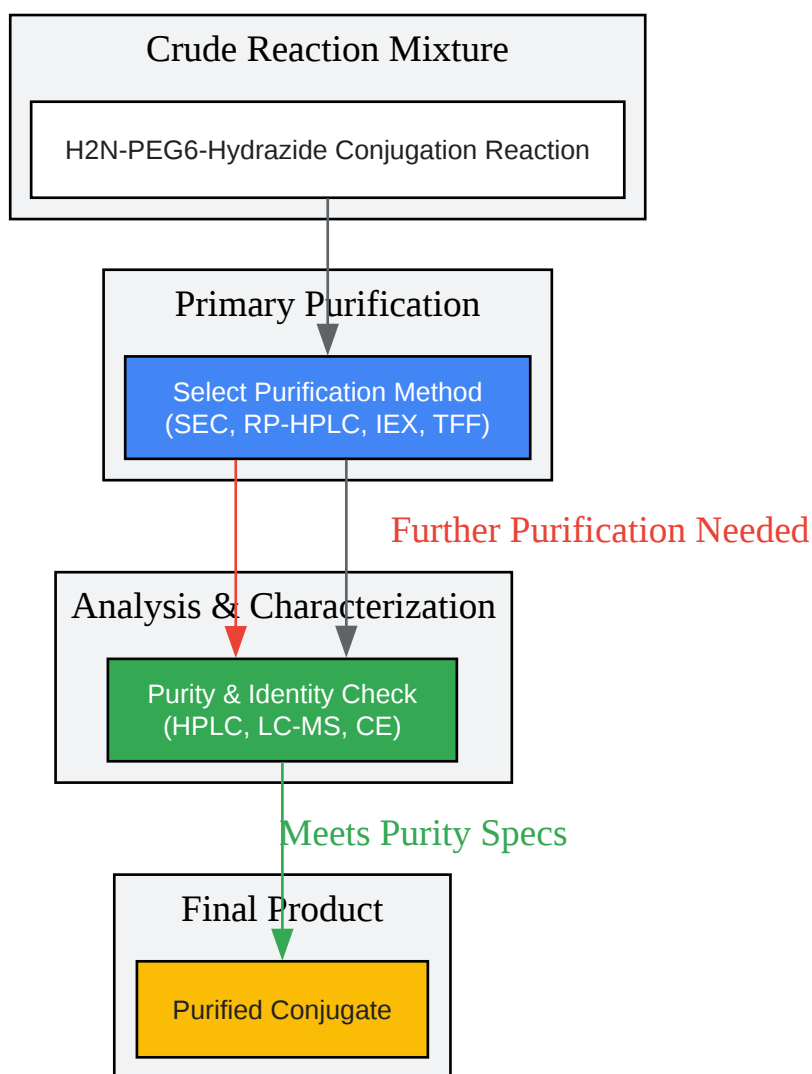 Crude Reaction Mixture
H2N-PEG6-Hydrazide Conjugation Reaction
Primary Purification
Select Purification Method
(SEC, RP-HPLC, IEX, TFF)
Further Purification Needed
Analysis & Characterization
Purity & Identity Check
(HPLC, LC-MS, CE)
Meets Purity Specs
Final Product
Purified Conjugate